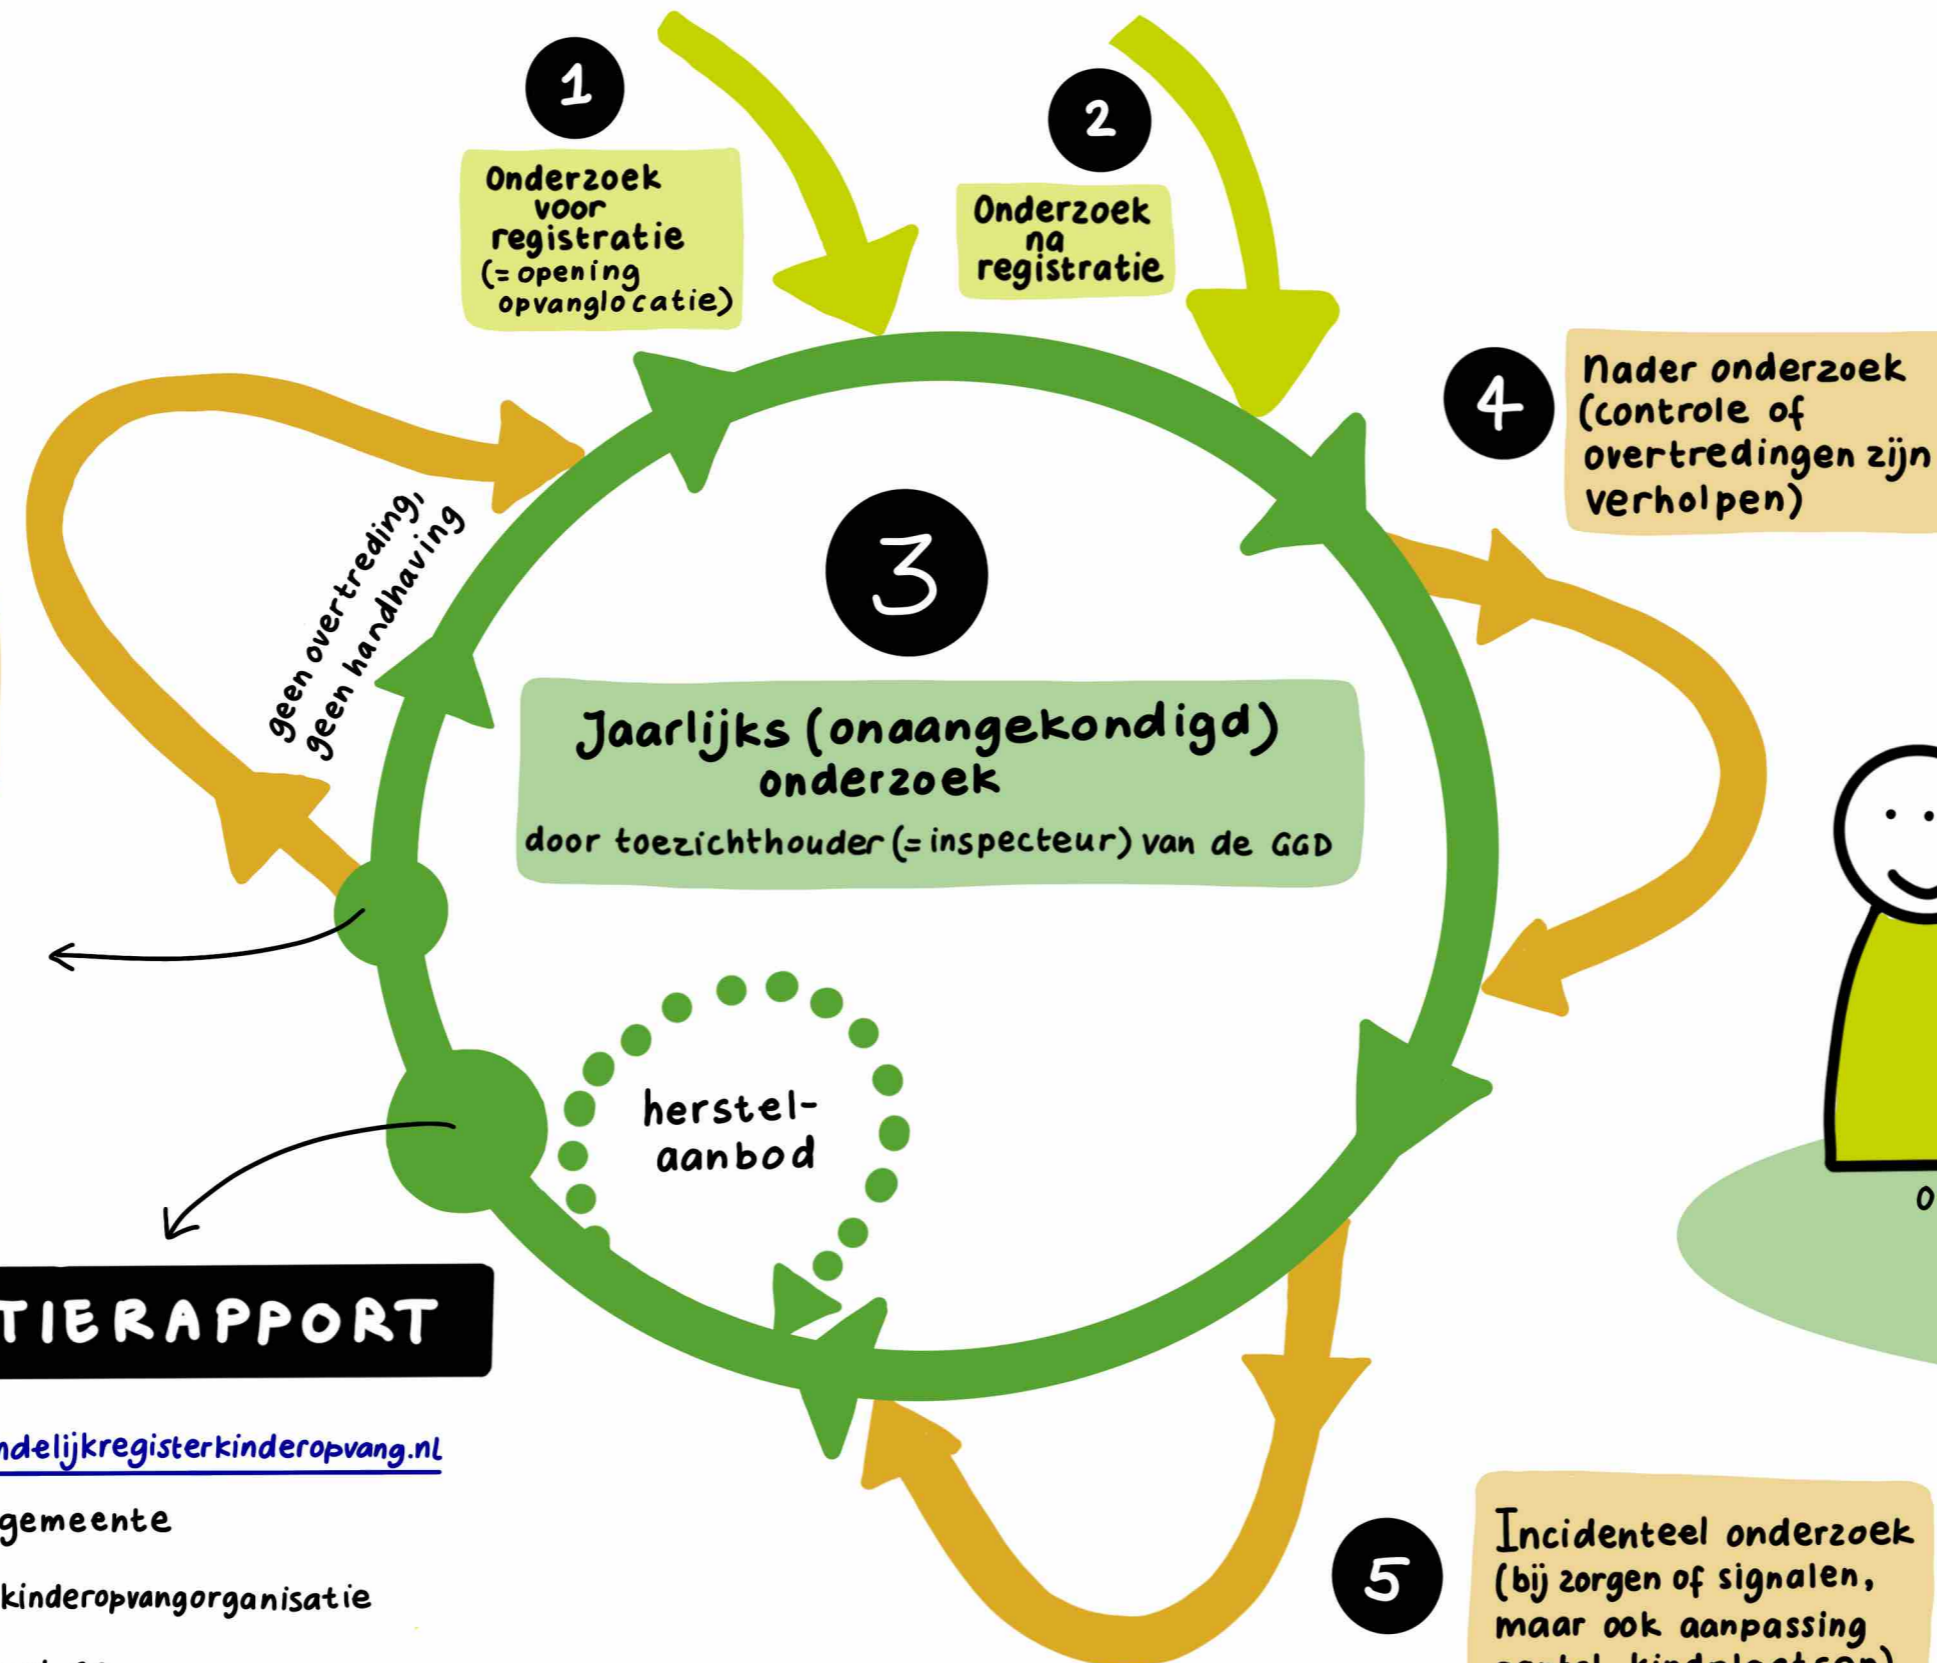 1
Onderzoek
voor
registratie
(= opening
opvanglocatie)
2
Onderzoek
na
registratie
4
Nader onderzoek
(controle of
overtredingen zijn
verholpen)
geen overtreding,
geen handhaving
3
Jaarlijks (onaangekondigd)
onderzoek
door toezichthouder (= inspecteur) van de GGD
herstel-
aanbod
TIERAPPORT
ndelijkregisterkinderopvang.nl
gemeente
kinderopvangorganisatie
5
Incidenteel onderzoek
(bij zorgen of signalen,
maar ook aanpassing
kindplaatsen)